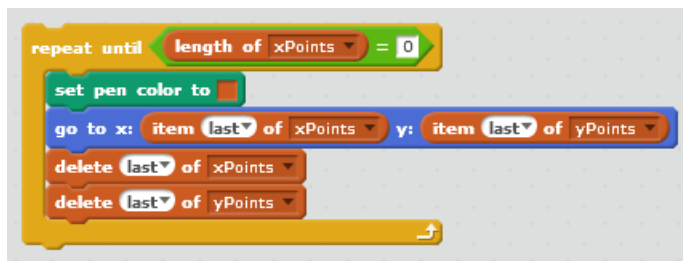 repeat until length of xPoints = 0
set pen color to
go to x: item last of xPoints y: item last of yPoints
delete last of xPoints
delete last of yPoints